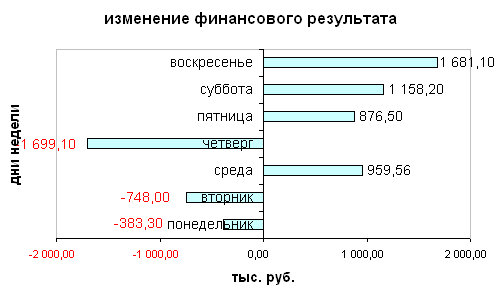 изменение финансового результата
дни недели
воскресенье 1 681,10
суббота 1 158,20
пятница 876,50
1 699,10 четверг
среда 959,56
-748,00 вторник
-383,30 понедельник
-2 000,00 -1 000,00 0,00 1 000,00 2 000,00
тыс. руб.